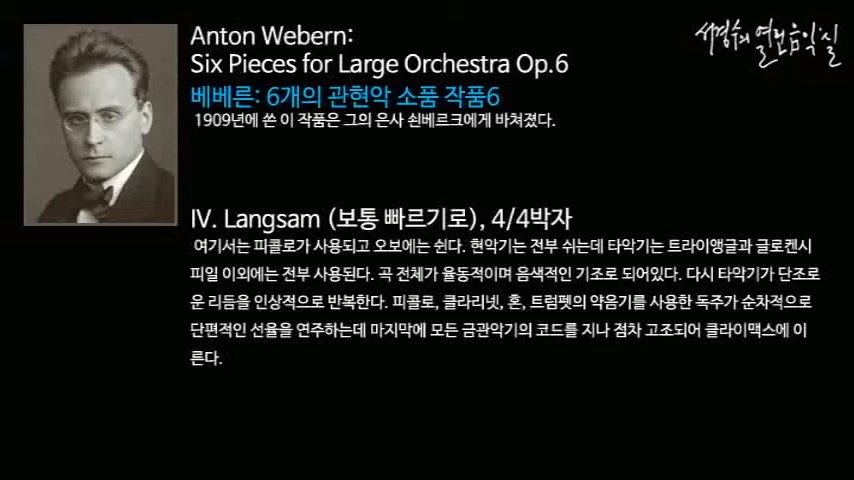 Anton Webern:
Six Pieces for Large Orchestra Op.6
베베른: 6개의 관현악 소품 작품6
1909년에 쓴 이 작품은 그의 은사 쇤베르크에게 바쳐졌다.
서경수의 열린음악실
IV. Langsam (보통 빠르기로), 4/4박자
여기서는 피콜로가 사용되고 오보에는 쉰다. 현악기는 전부 쉬는데 타악기는 트라이앵글과 글로켄시
피일 이외에는 전부 사용된다. 곡 전체가 율동적이며 음색적인 기조로 되어있다. 다시 타악기가 단조로
운 리듬을 인상적으로 반복한다. 피콜로, 클라리넷, 혼, 트럼펫의 약음기를 사용한 독주가 순차적으로
단편적인 선율을 연주하는데 마지막에 모든 금관악기의 코드를 지나 점차 고조되어 클라이맥스에 이
른다.